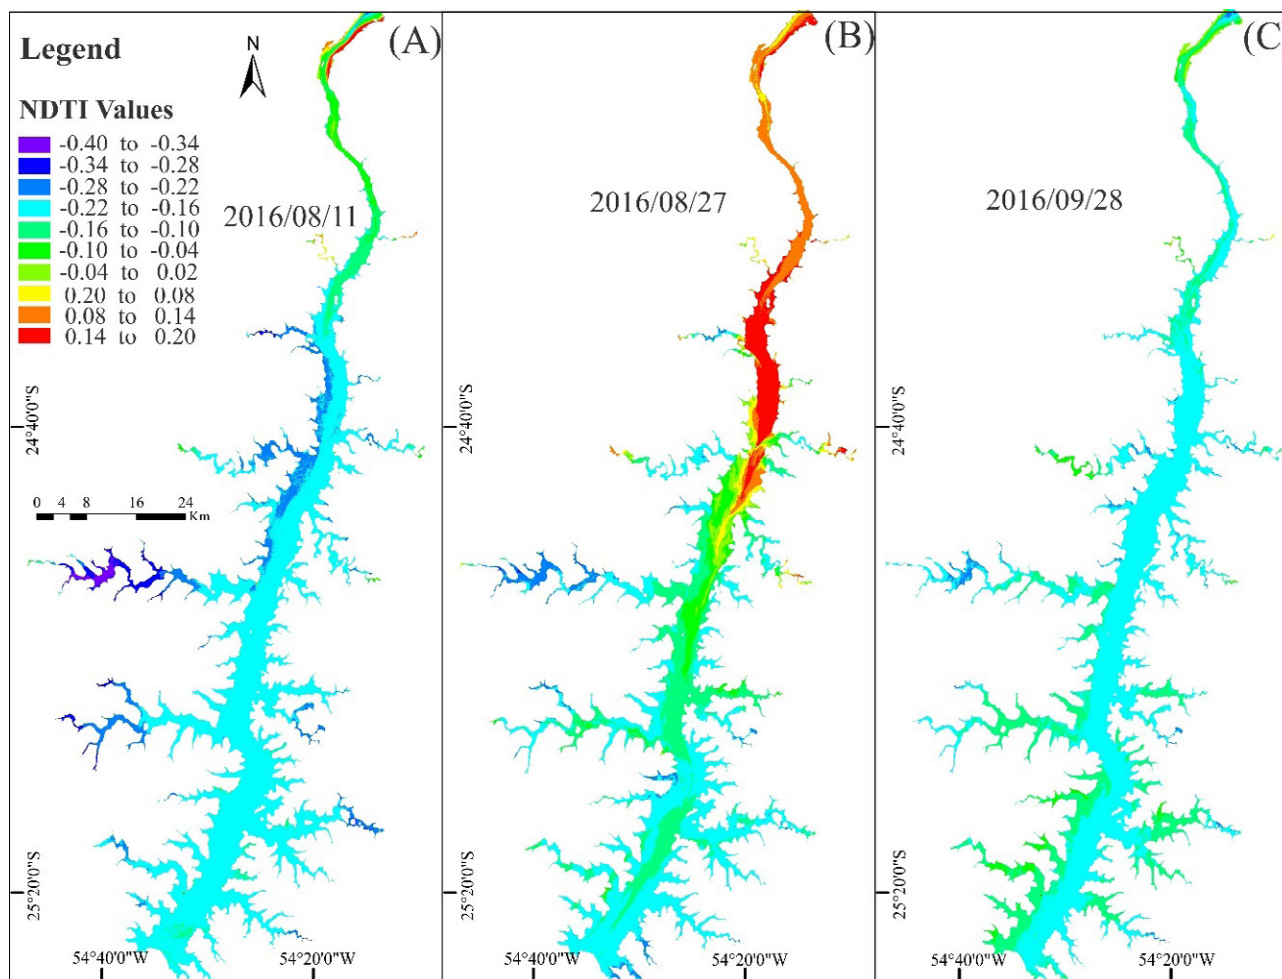 Legend
N
(A)
(B)
(C)
NDTI Values
-0.40 to -0.34
-0.34 to -0.28
-0.28 to -0.22
-0.22 to -0.16
-0.16 to -0.10
-0.10 to -0.04
-0.04 to 0.02
0.20 to 0.08
0.08 to 0.14
0.14 to 0.20
2016/08/11
2016/08/27
2016/09/28
24°40'0"S
24°40'0"S
24°40'0"S
0 4 8 16 24
Km
25°20'0"S
25°20'0"S
25°20'0"S
54°40'0"W 54°20'0"W
54°40'0"W 54°20'0"W
54°40'0"W 54°20'0"W